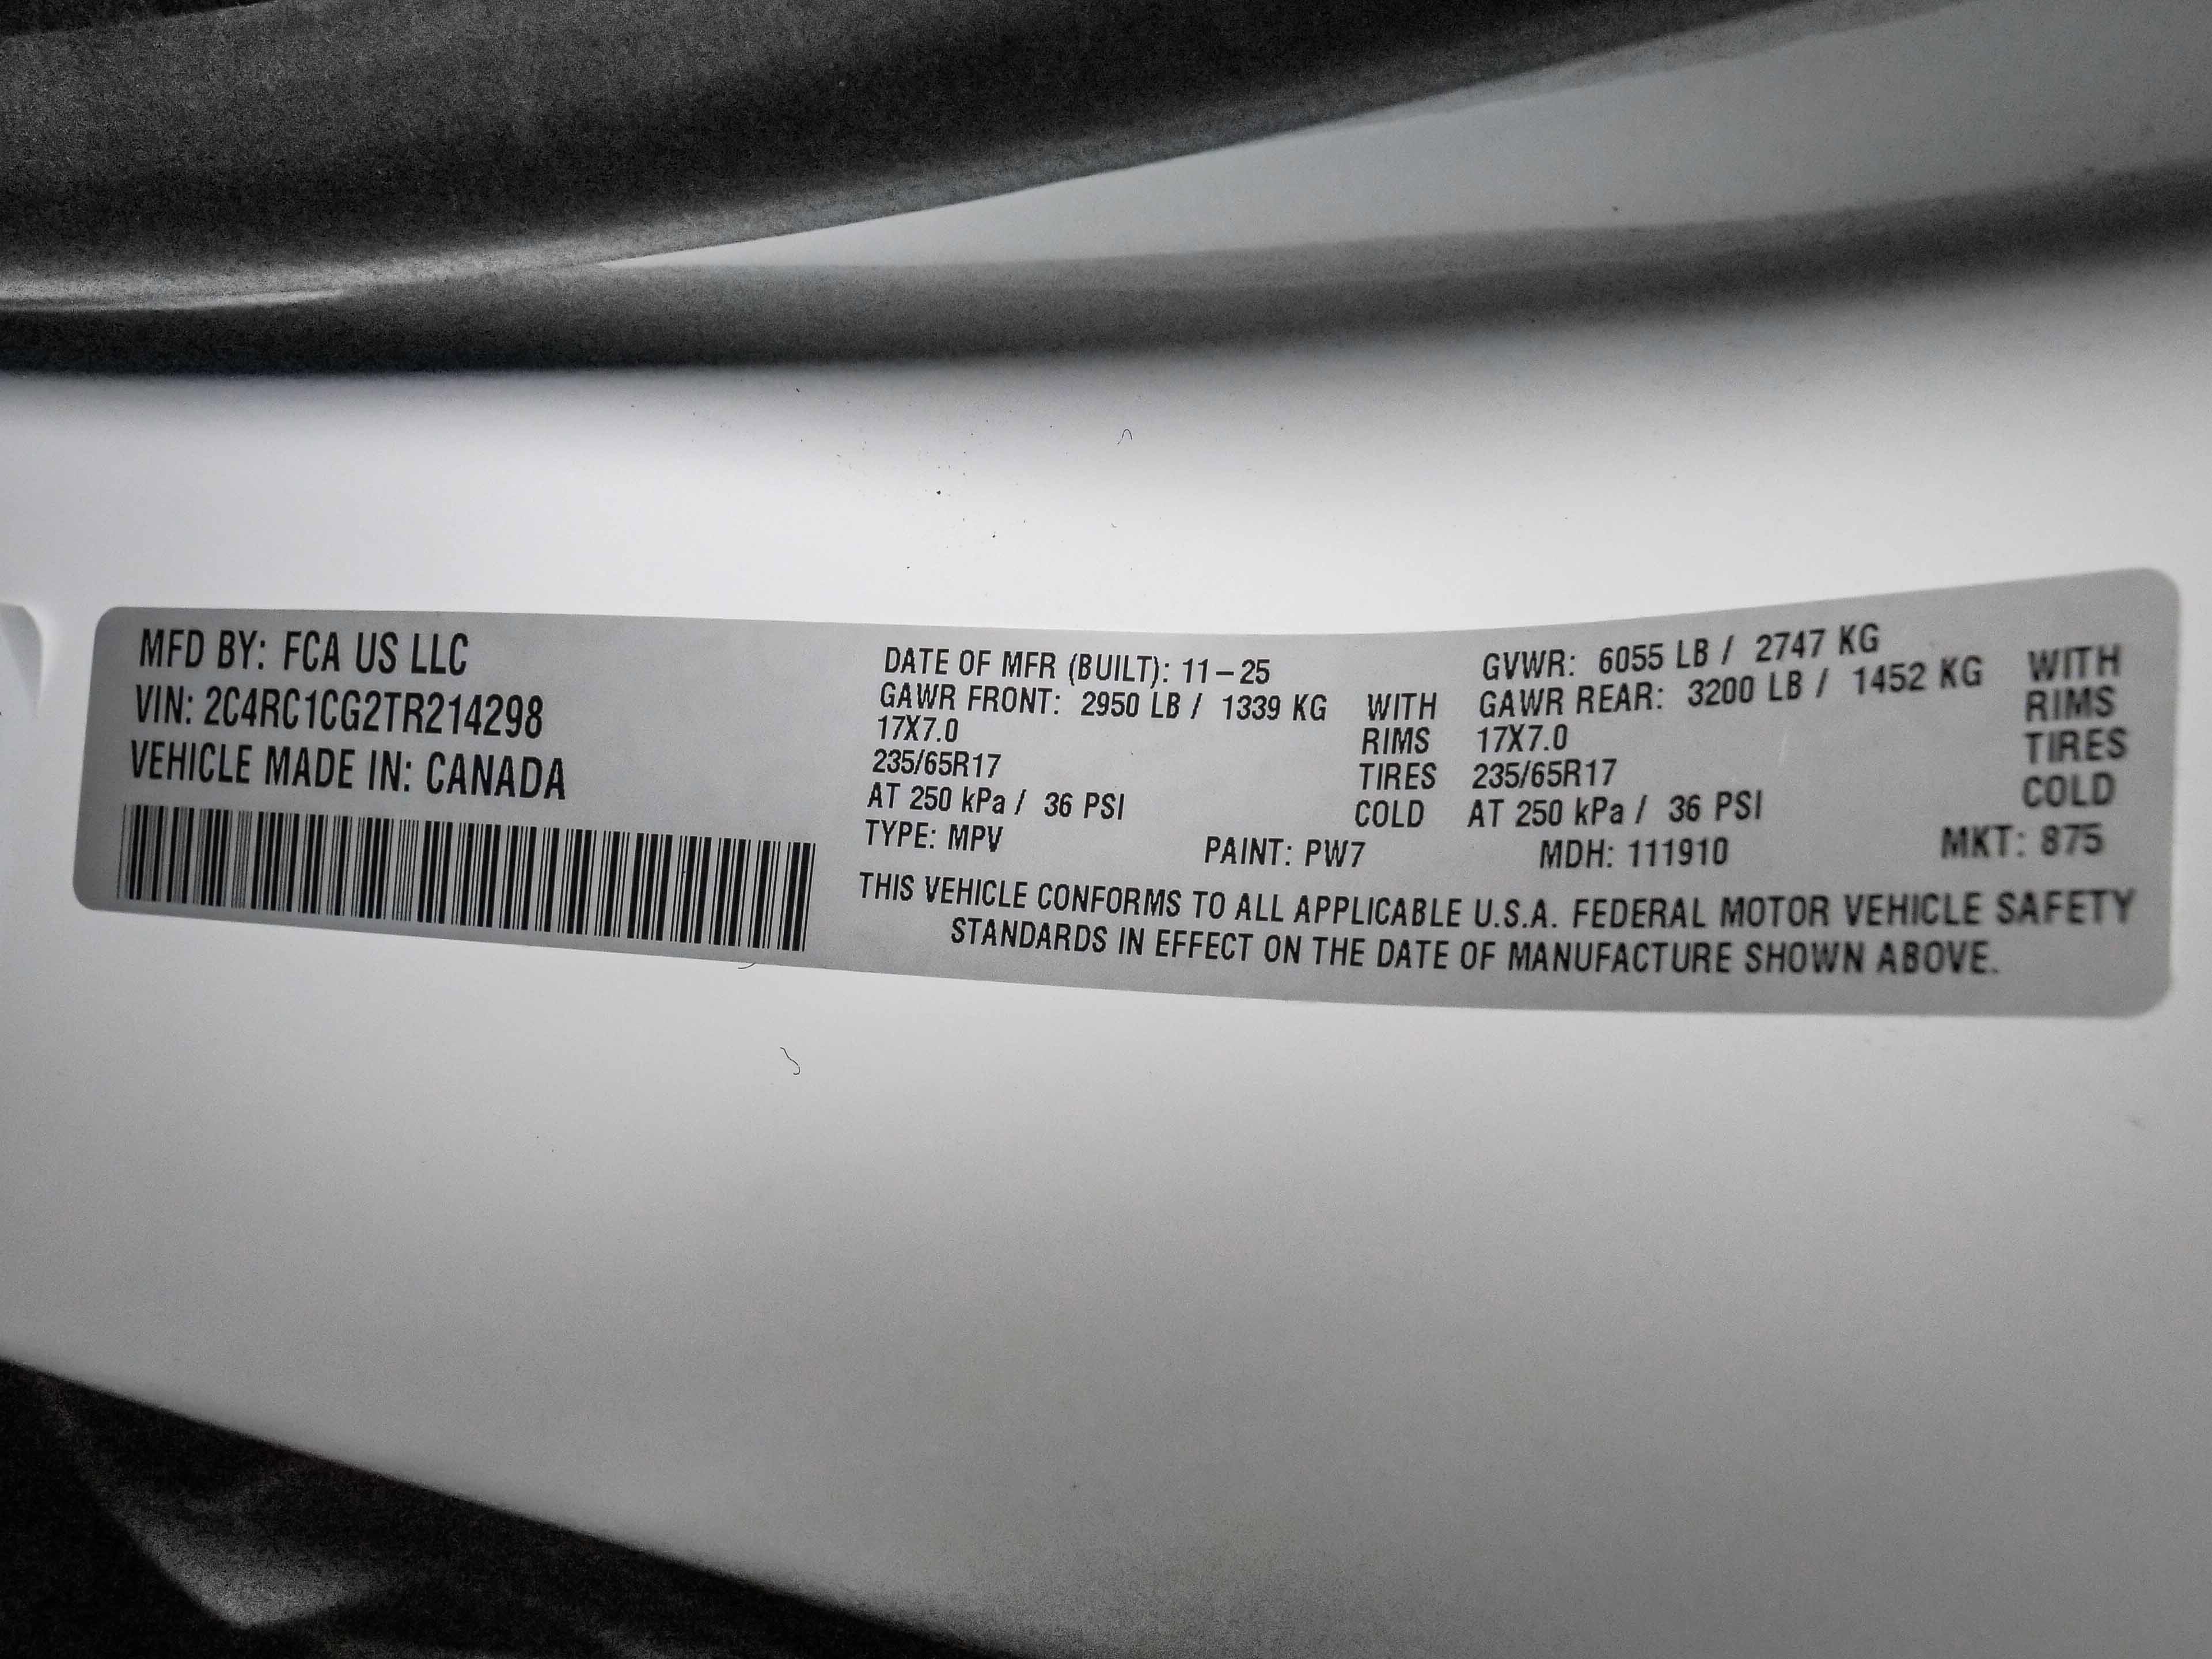 MFD BY: FCA US LLC
VIN: 2C4RC1CG2TR214298
VEHICLE MADE IN: CANADA
DATE OF MFR (BUILT): 11-25 GVWR: 6055 LB / 2747 KG
GAWR FRONT: 2950 LB / 1339 KG WITH GAWR REAR: 3200 LB / 1452 KG WITH
17X7.0 RIMS 17X7.0 RIMS
235/65R17 TIRES 235/65R17 TIRES
AT 250 kPa / 36 PSI COLD AT 250 kPa / 36 PSI COLD
TYPE: MPV PAINT: PW7 MDH: 111910 MKT: 875
THIS VEHICLE CONFORMS TO ALL APPLICABLE U.S.A. FEDERAL MOTOR VEHICLE SAFETY
STANDARDS IN EFFECT ON THE DATE OF MANUFACTURE SHOWN ABOVE.